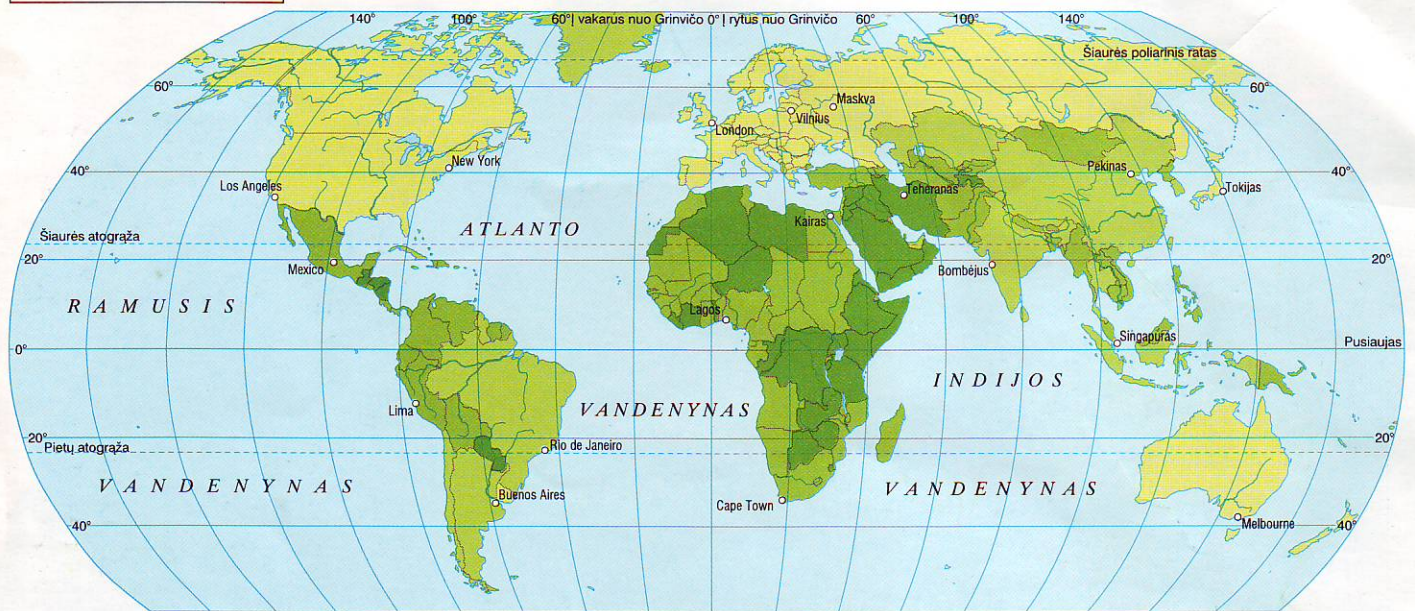 140° 100° 60° į vakarus nuo Grinvičo 0° į rytus nuo Grinvičo 60° 100° 140°
Šiaurės poliarinis ratas
60° 60°
Maskva
Vilnius
London
New York
40° 40°
Pekinas
Los Angeles
Teheranas
Tokijas
Kairas
ATLANTO
Šiaurės atogrąža
20° 20°
Mexico
Bombėjus
RAMUSIS
Lagos
Singapūras
0° Pusiaujas
INDIJOS
Lima
VANDENYNAS
20° 20°
Pietų atogrąža
Rio de Janeiro
VANDENYNAS
VANDENYNAS
Buenos Aires
Cape Town
40° 40°
Melbourne